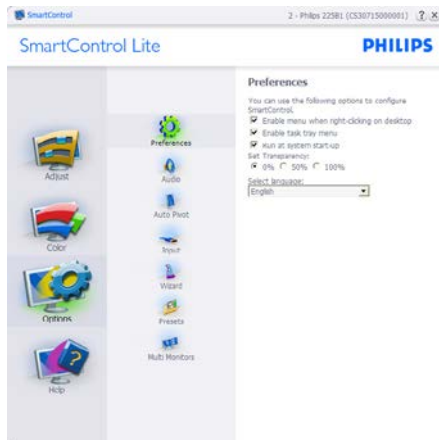 SmartControl
2 - Philips 225B1 (CS30715000001)
? X
SmartControl Lite
PHILIPS
Adjust
Color
Options
Help
Preferences
Audio
Auto Pivot
Input
Wizard
Presets
Multi Monitors
Preferences
You can use the following options to configure
SmartControl.
Enable menu when right-clicking on desktop
Enable task tray menu
Run at system start-up
Set Transparency:
0% 50% 100%
Select language:
English